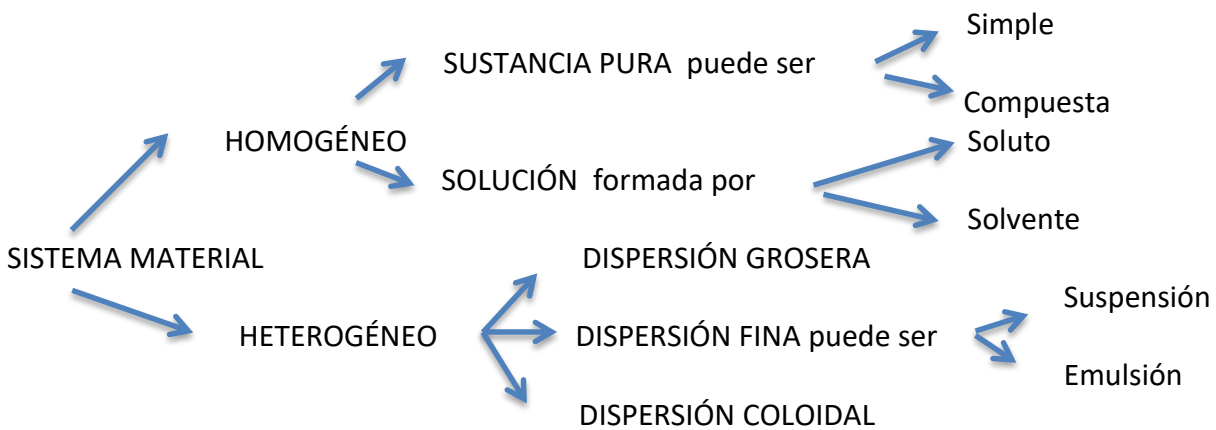 Simple
SUSTANCIA PURA puede ser
Compuesta
HOMOGÉNEO
Soluto
SOLUCIÓN formada por
Solvente
SISTEMA MATERIAL
DISPERSIÓN GROSERA
Suspensión
HETEROGÉNEO
DISPERSIÓN FINA puede ser
Emulsión
DISPERSIÓN COLOIDAL